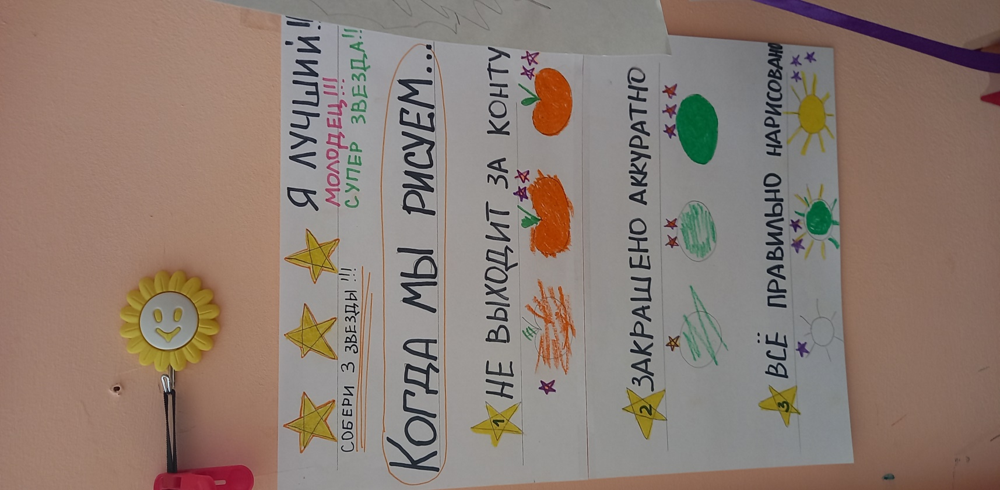 Я ЛУЧШИЙ!!
МОЛОДЕЦ!!!
СОБЕРИ 3 ЗВЕЗДЫ!!! СУПЕР ЗВЕЗДА!!
КОГДА МЫ РИСУЕМ...
1 НЕ ВЫХОДИТ ЗА КОНТУ
2 ЗАКРАШЕНО АККУРАТНО
3 ВСЁ ПРАВИЛЬНО НАРИСОВАНО